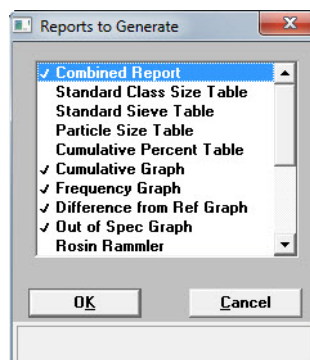 Reports to Generate
✓ Combined Report
Standard Class Size Table
Standard Sieve Table
Particle Size Table
Cumulative Percent Table
✓ Cumulative Graph
✓ Frequency Graph
✓ Difference from Ref Graph
✓ Out of Spec Graph
Rosin Rammler
OK Cancel